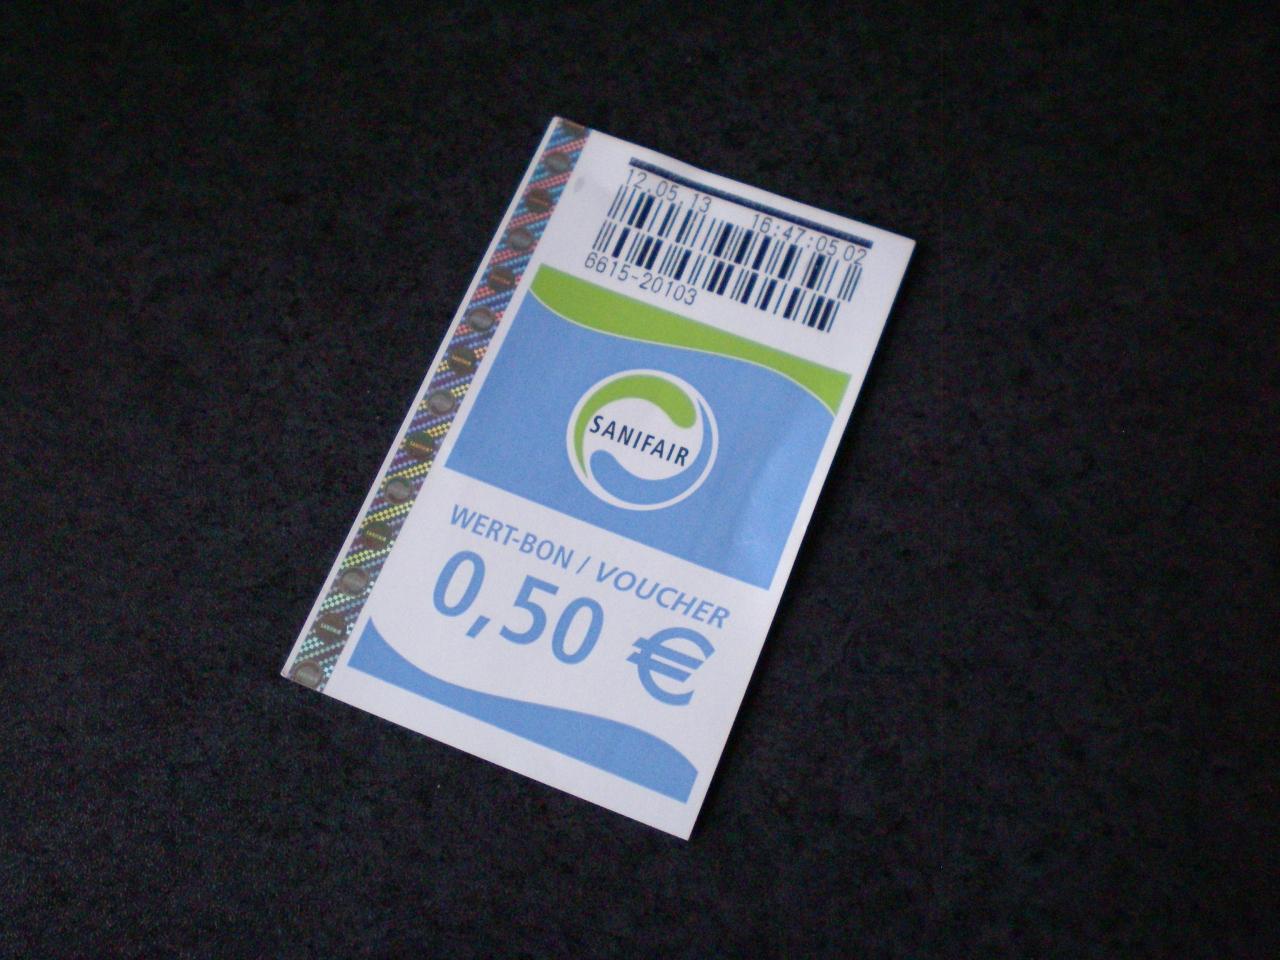 12.05.13 16:47:05 02
6615-20103
SANIFAIR
WERT-BON / VOUCHER
0,50 €